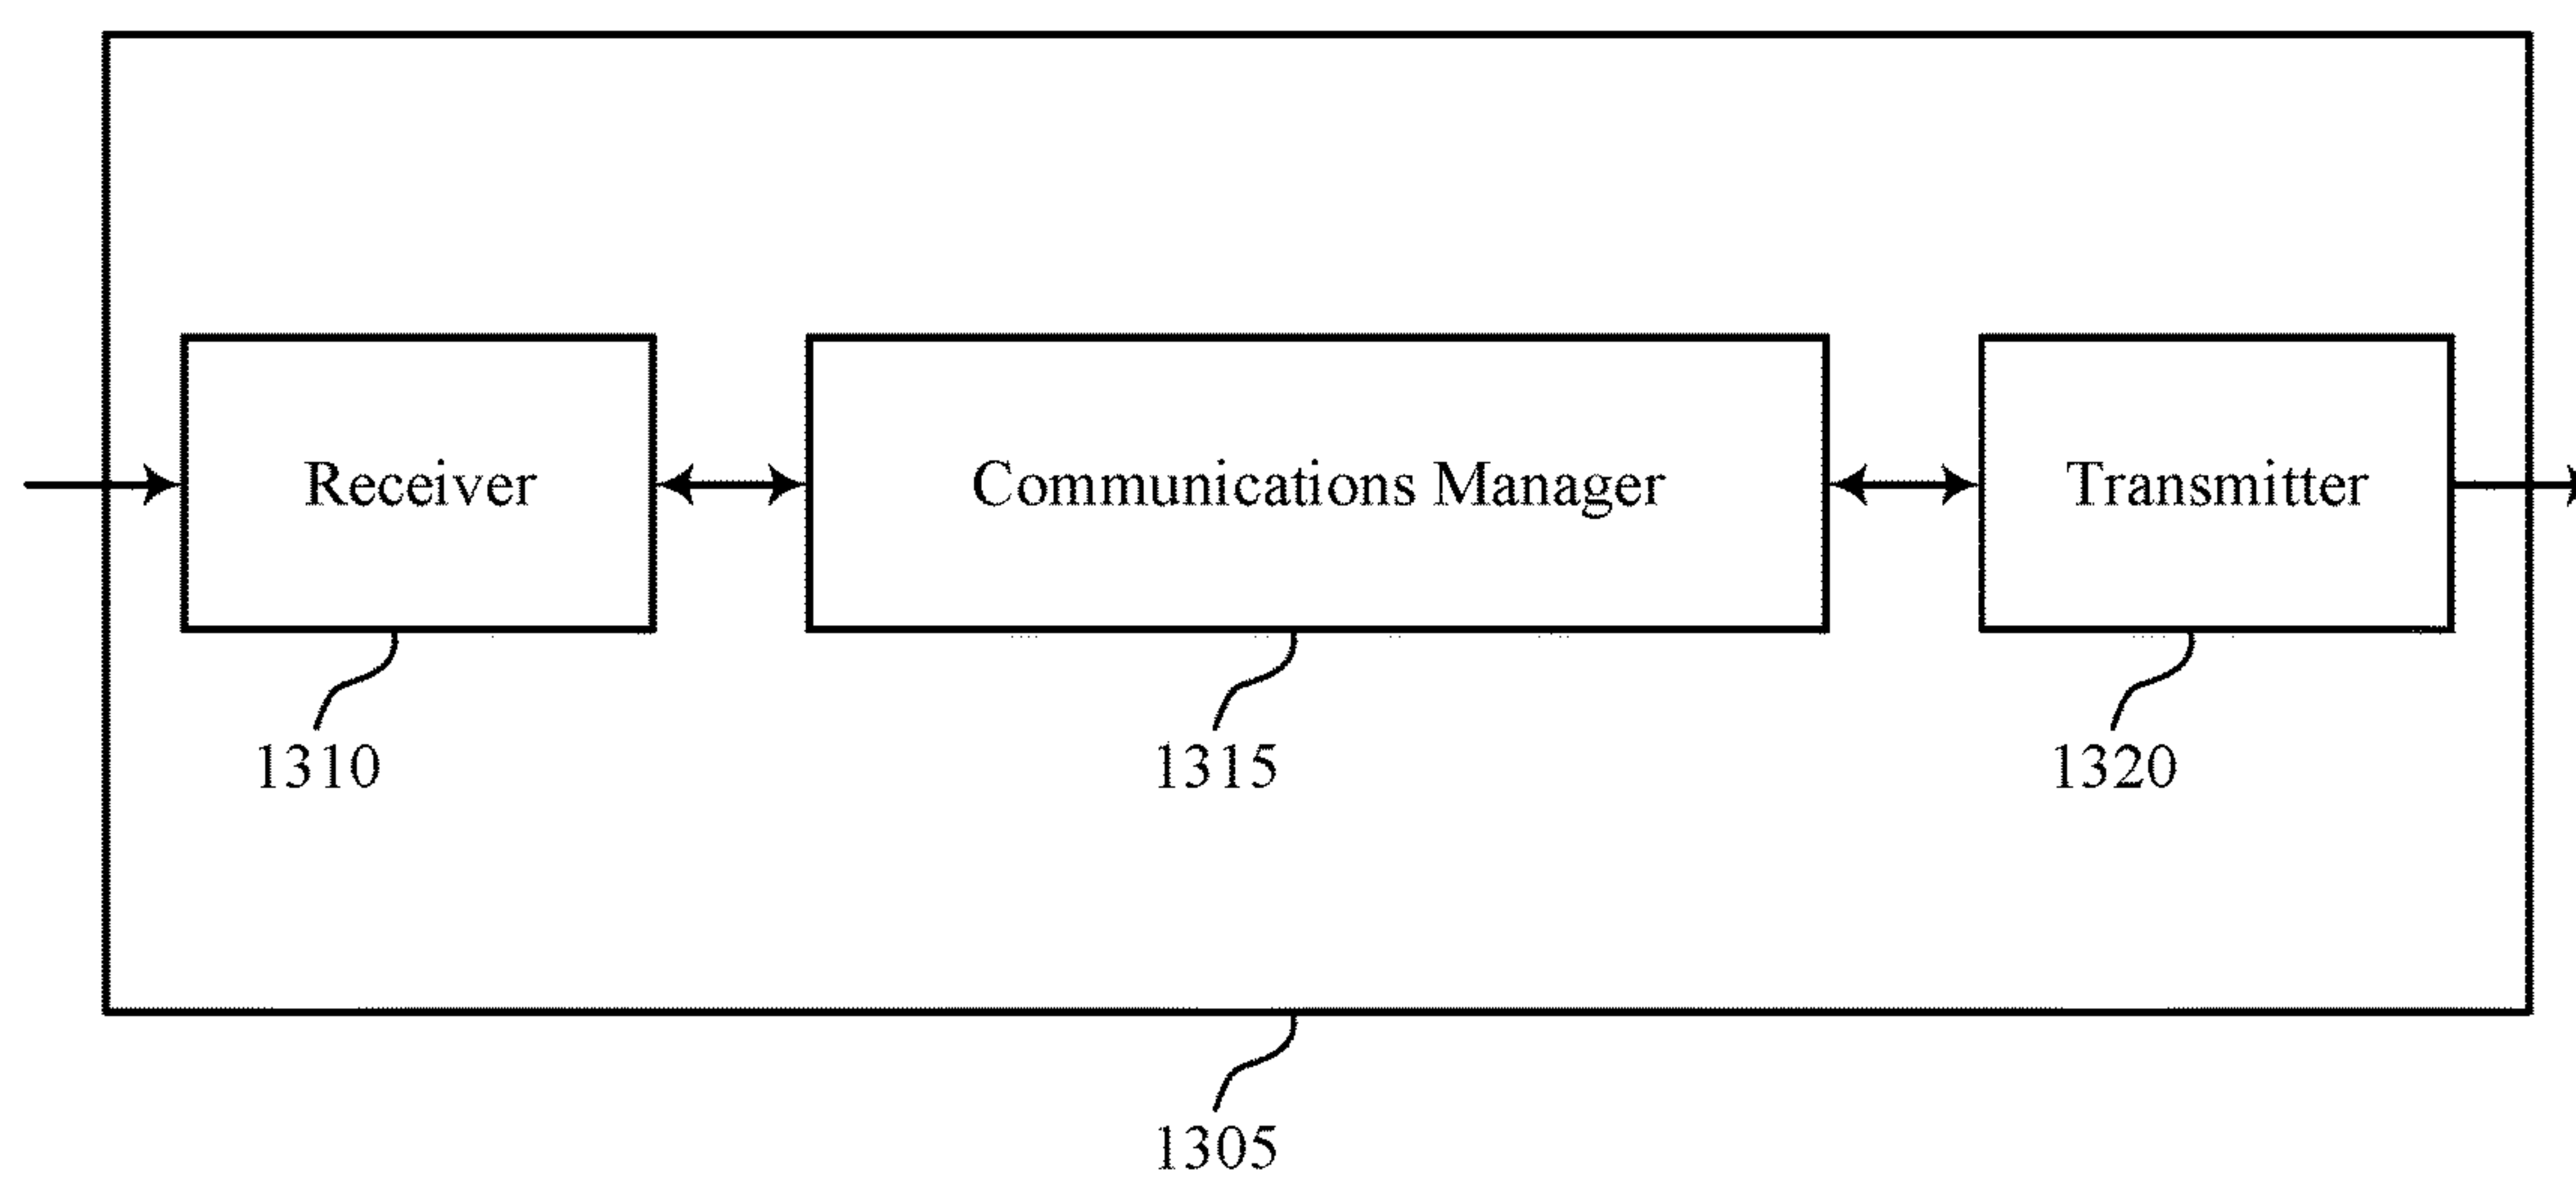 Receiver
Communications Manager
Transmitter
1310
1315
1320
1305